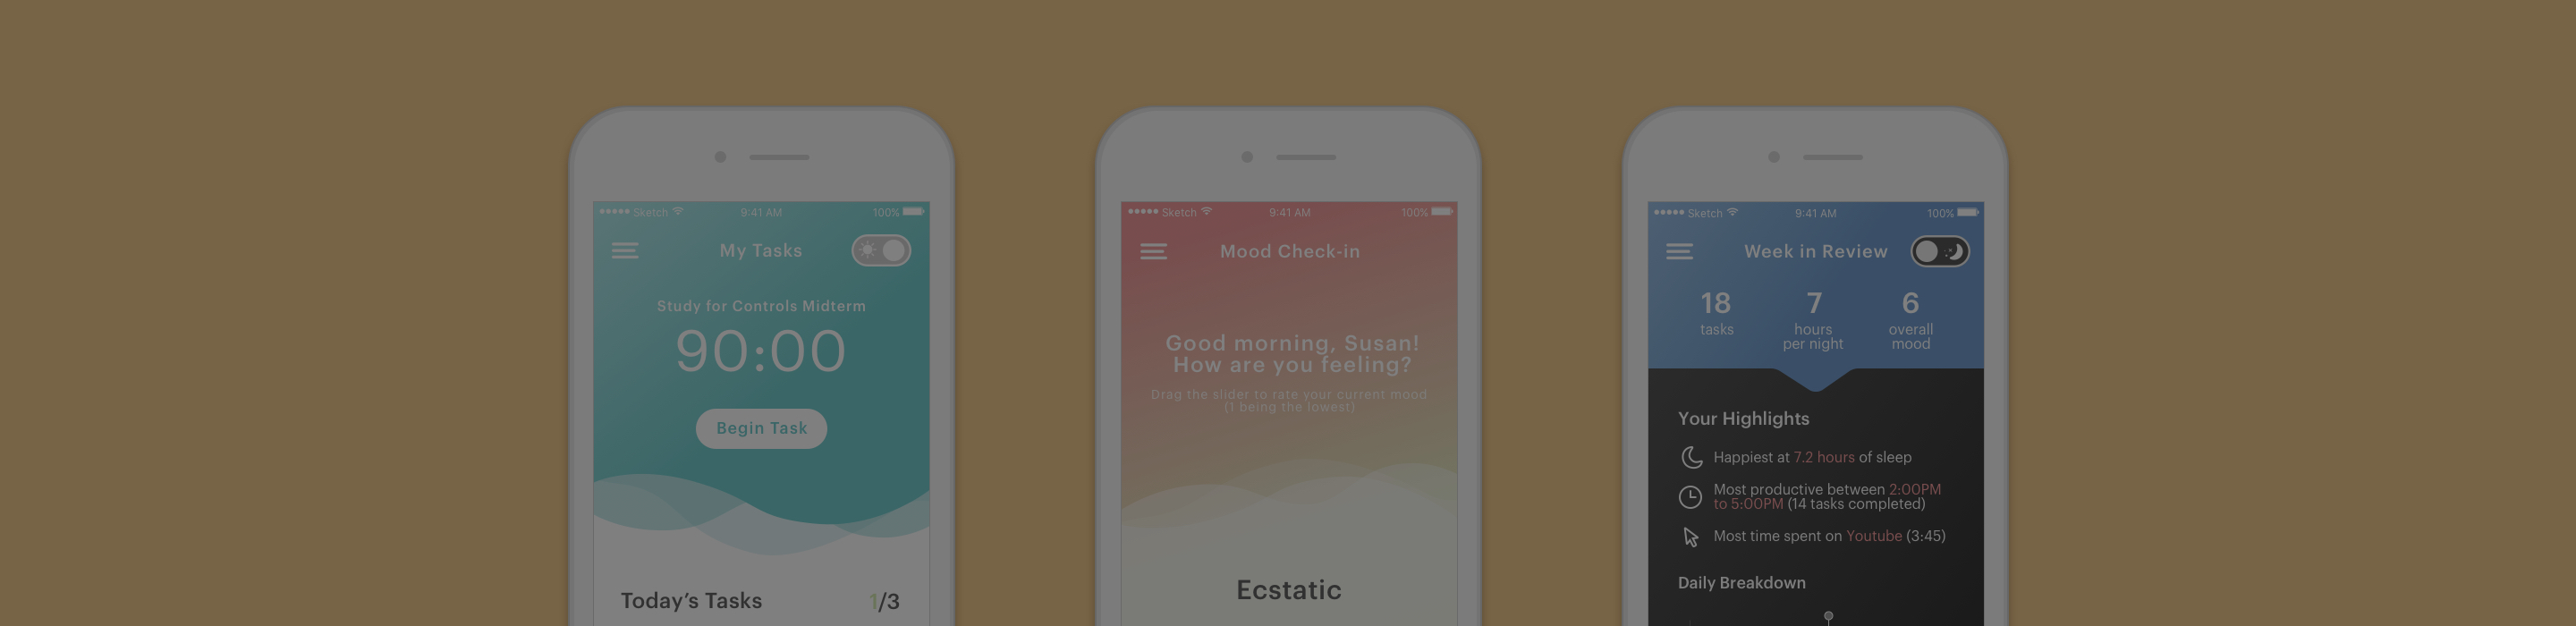 Sketch 9:41 AM 100%
My Tasks
Study for Controls Midterm
90:00
Begin Task
Today's Tasks 1/3
Sketch 9:41 AM 100%
Mood Check-in
Good morning, Susan!
How are you feeling?
Drag the slider to rate your current mood
(1 being the lowest)
Ecstatic
Sketch 9:41 AM 100%
Week in Review
18 7 6
tasks hours overall
per night mood
Your Highlights
Happiest at 7.2 hours of sleep
Most productive between 2:00PM
to 5:00PM (14 tasks completed)
Most time spent on Youtube (3:45)
Daily Breakdown